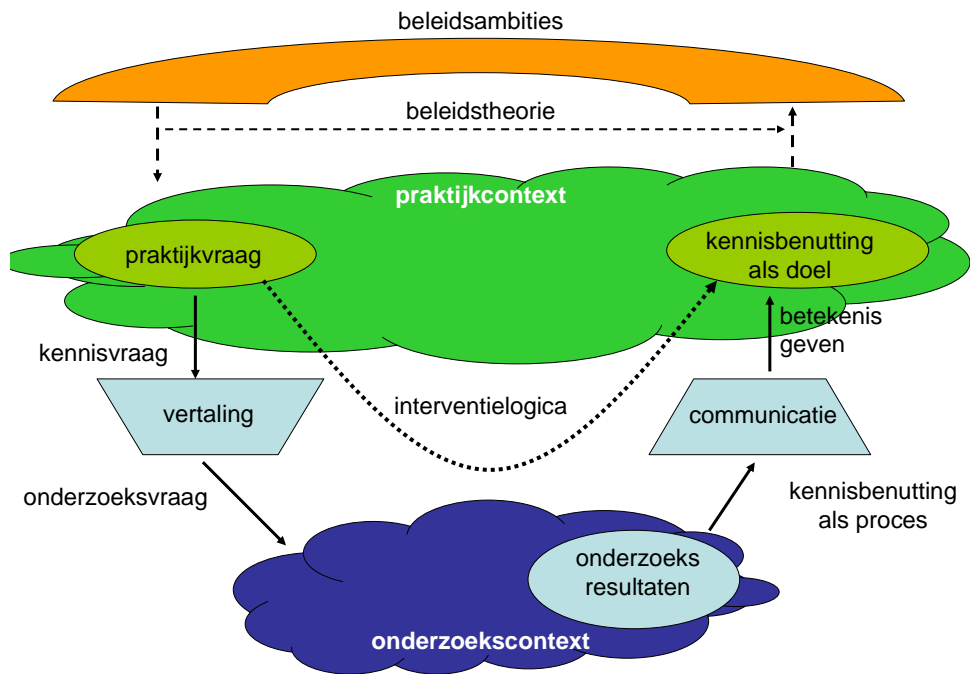 beleidsambities
beleidstheorie
praktijkcontext
praktijkvraag
kennisbenutting
als doel
betekenis
geven
kennisvraag
vertaling
interventielogica
communicatie
onderzoeksvraag
kennisbenutting
als proces
onderzoeks
resultaten
onderzoekscontext